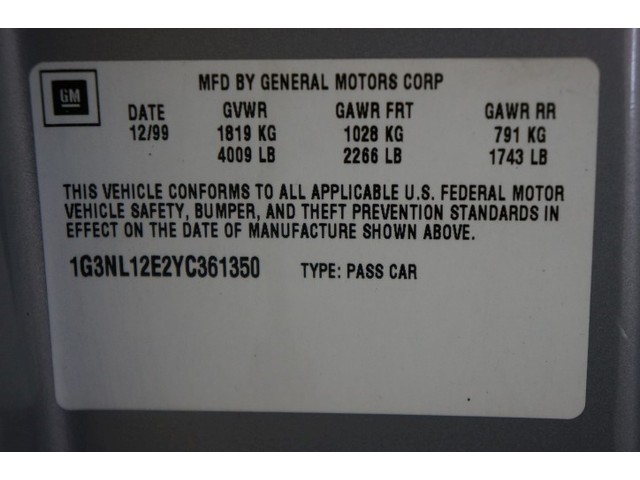 GM
MFD BY GENERAL MOTORS CORP
DATE GVWR GAWR FRT GAWR RR
12/99 1819 KG 1028 KG 791 KG
4009 LB 2266 LB 1743 LB
THIS VEHICLE CONFORMS TO ALL APPLICABLE U.S. FEDERAL MOTOR
VEHICLE SAFETY, BUMPER, AND THEFT PREVENTION STANDARDS IN
EFFECT ON THE DATE OF MANUFACTURE SHOWN ABOVE.
1G3NL12E2YC361350 TYPE: PASS CAR